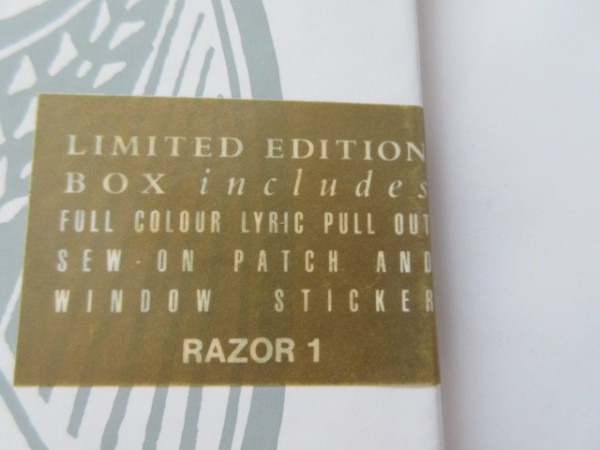 LIMITED EDITION
BOX includes
FULL COLOUR LYRIC PULL OUT
SEW-ON PATCH AND
WINDOW STICKER
RAZOR 1